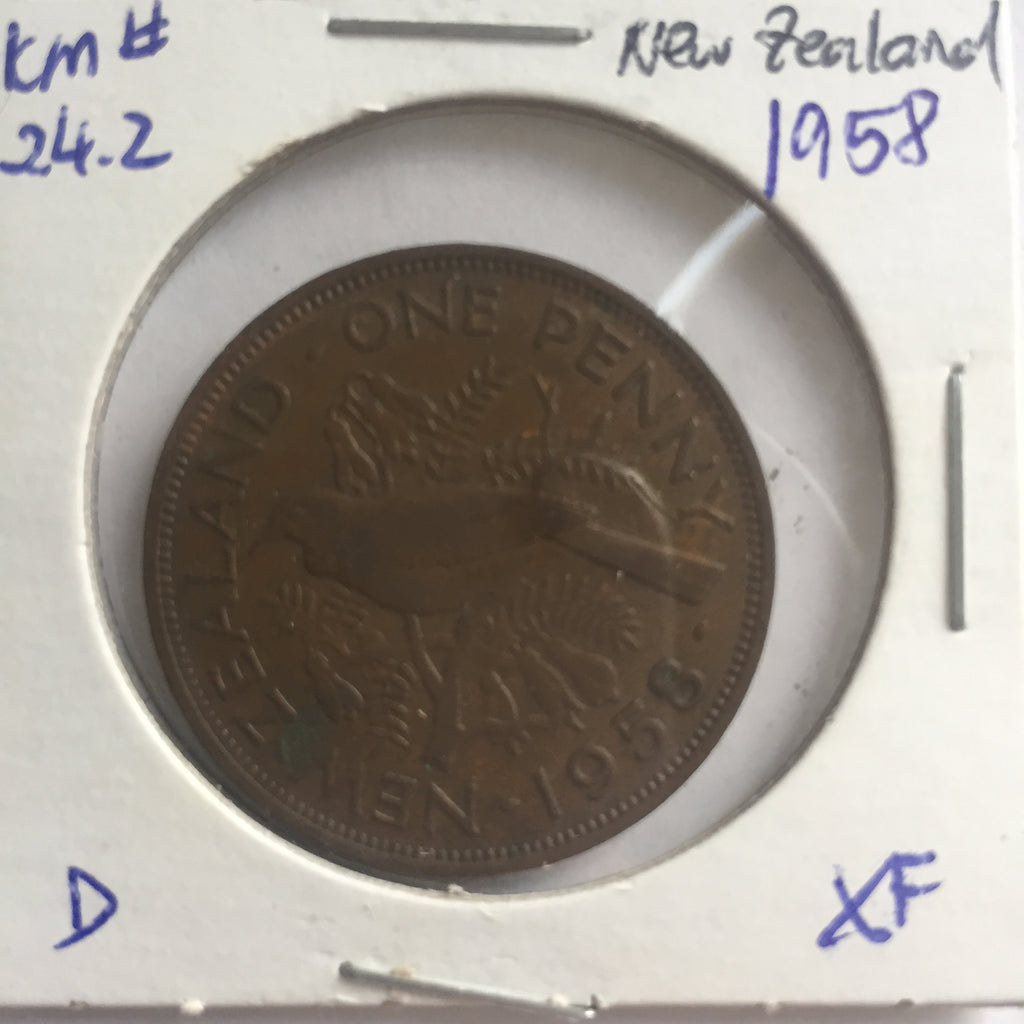 Km #
24.2
New Zealand
1958
NEW ZEALAND · ONE PENNY · 1958 ·
D
XF